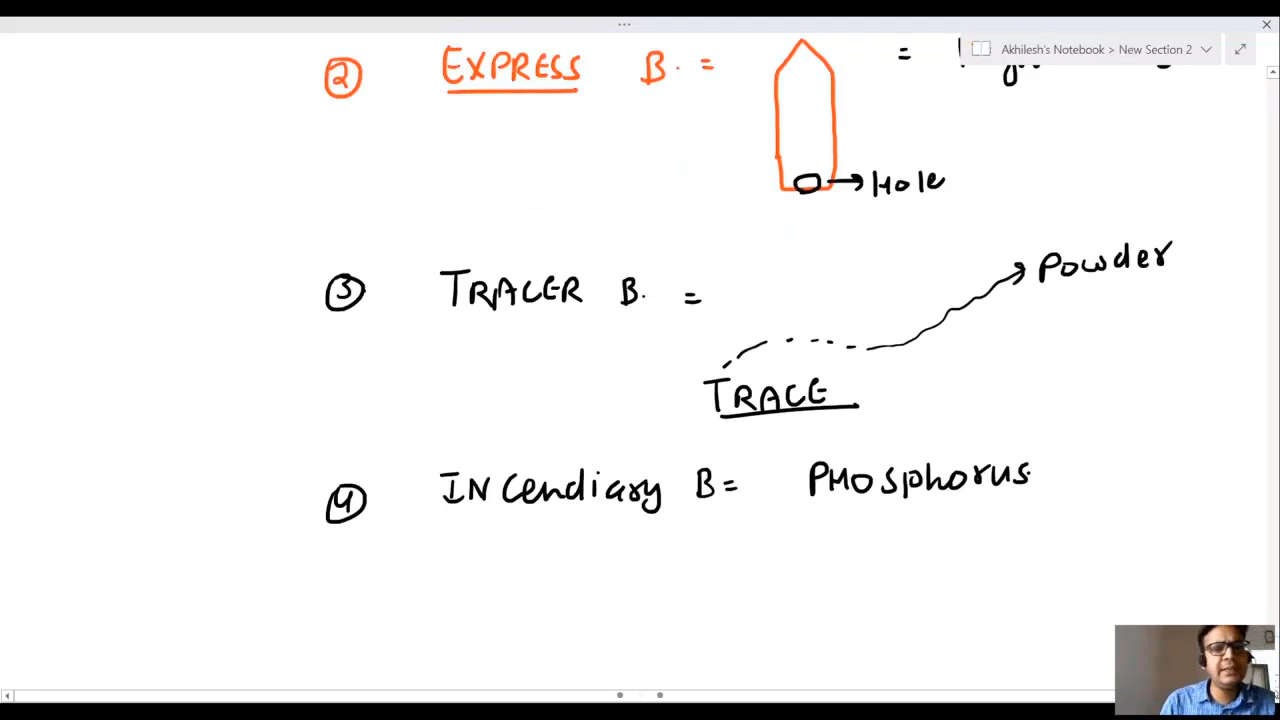 Akhilesh's Notebook > New Section 2
② EXPRESS B. = =
Hole
③ TRACER B. =
Powder
TRACE
④ INCendiary B = PHOsphorus.